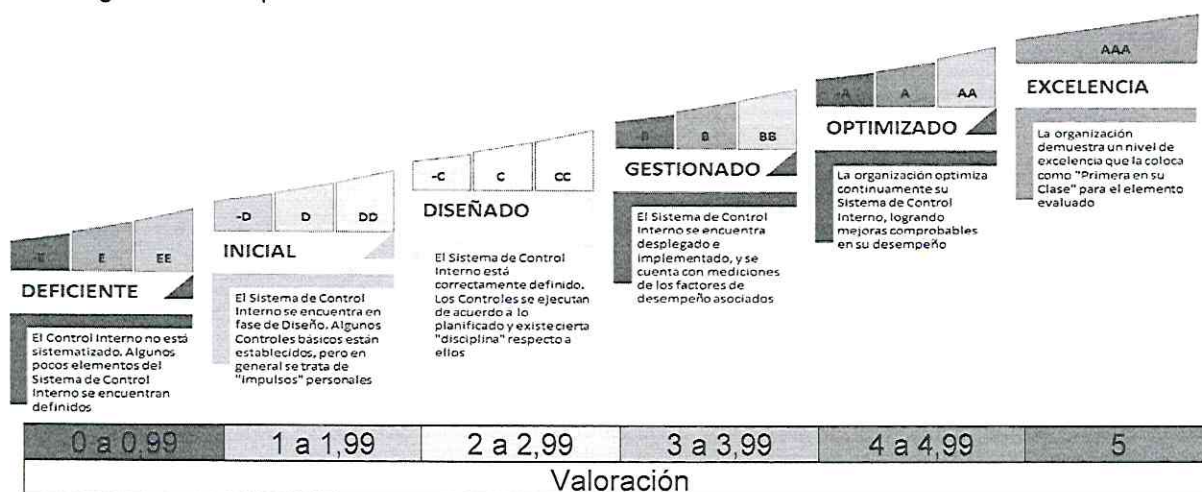 -E E EE
DEFICIENTE
El Control Interno no está
sistematizado. Algunos
pocos elementos del
Sistema de Control
Interno se encuentran
definidos
-D D DD
INICIAL
El Sistema de Control
Interno se encuentra en
fase de Diseño. Algunos
Controles básicos están
establecidos, pero en
general se trata de
"impulsos" personales
-C C CC
DISEÑADO
El Sistema de Control
Interno está
correctamente definido.
Los Controles se ejecutan
de acuerdo a lo
planificado y existe cierta
"disciplina" respecto a
ellos
-B B BB
GESTIONADO
El Sistema de Control
Interno se encuentra
desplegado e
implementado, y se
cuenta con mediciones
de los factores de
desempeño asociados
-A A AA
OPTIMIZADO
La organización optimiza
continuamente su
Sistema de Control
Interno, logrando
mejoras comprobables
en su desempeño
AAA
EXCELENCIA
La organización
demuestra un nivel de
excelencia que la coloca
como "Primera en su
Clase" para el elemento
evaluado
0 a 0,99 1 a 1,99 2 a 2,99 3 a 3,99 4 a 4,99 5
Valoración